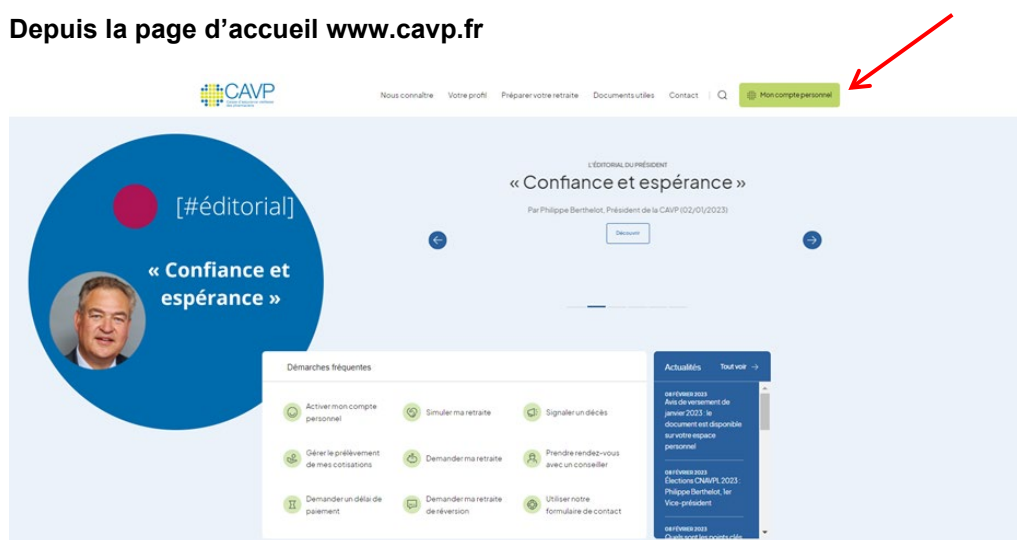 Depuis la page d’accueil www.cavp.fr
CAVP
Nous connaître Votre profil Préparer votre retraite Documents utiles Contact Mon compte personnel
[#éditorial]
« Confiance et
espérance »
L'ÉDITORIAL DU PRÉSIDENT
« Confiance et espérance »
Par Philippe Berthelot, Président de la CAVP (02/01/2023)
Découvrir
Démarches fréquentes
Activer mon compte
personnel
Simuler ma retraite
Signaler un décès
Gérer le prélèvement
de mes cotisations
Demander ma retraite
Prendre rendez-vous
avec un conseiller
Demander un délai de
paiement
Demander ma retraite
de réversion
Utiliser notre
formulaire de contact
Actualités Tout voir
08 FÉVRIER 2023
Avis de versement de
janvier 2023 : le
document est disponible
sur votre espace
personnel
08 FÉVRIER 2023
Élections CNAVPL 2023 :
Philippe Berthelot, 1er
Vice-président
08 FÉVRIER 2023
Quels sont les points clés